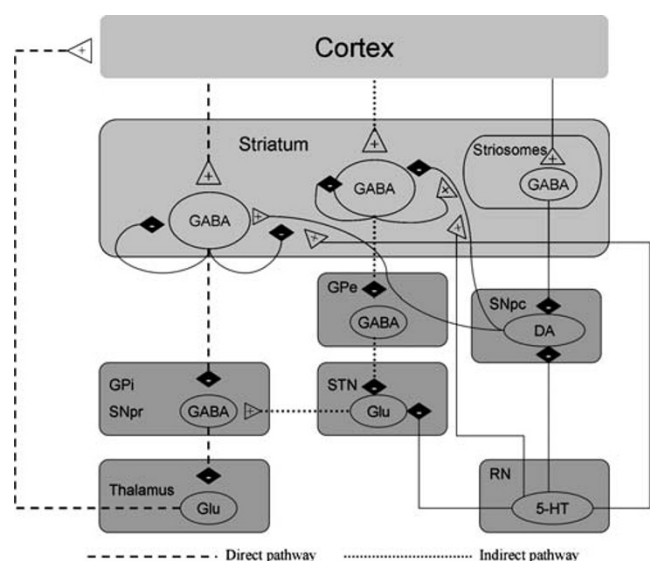 Cortex
Striatum
Striosomes
GABA
GABA
GABA
GPe
GABA
SNpc
DA
GPi
SNpr
GABA
STN
Glu
Thalamus
Glu
RN
5-HT
Direct pathway
Indirect pathway